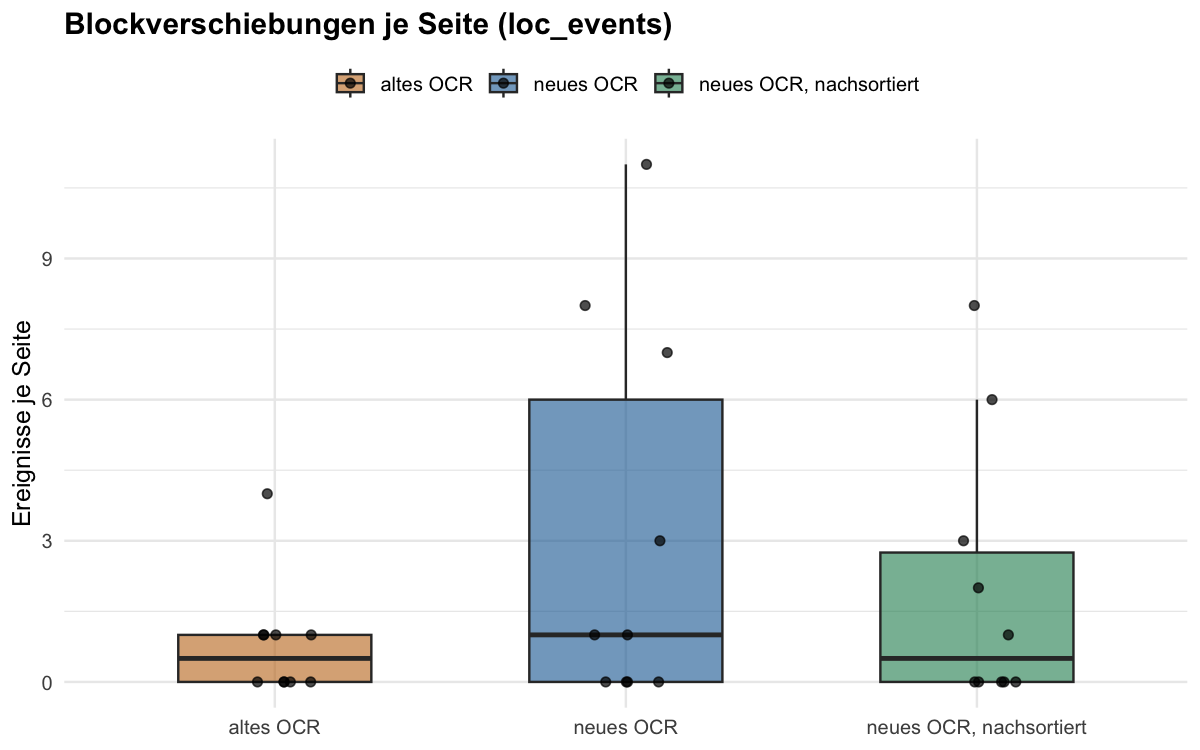 Blockverschiebungen je Seite (loc_events)
altes OCR neues OCR neues OCR, nachsortiert
Ereignisse je Seite
9
6
3
0
altes OCR neues OCR neues OCR, nachsortiert